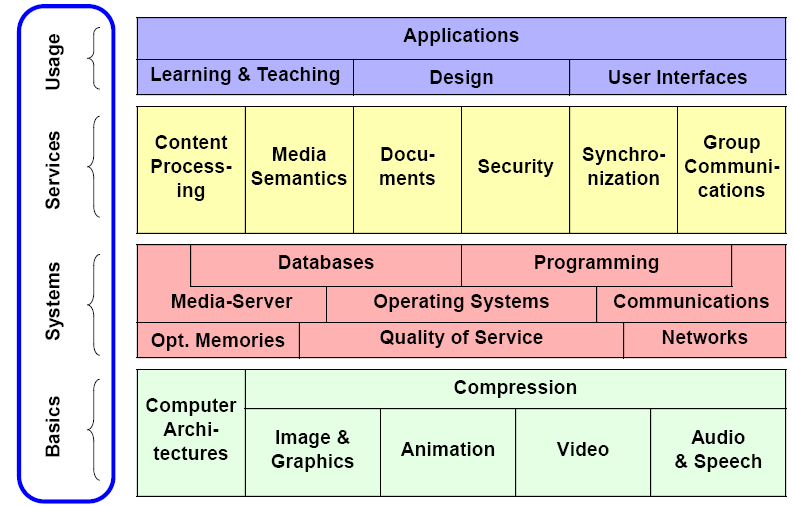 Usage
Applications
Learning & Teaching
Design
User Interfaces
Services
Content
Process-
ing
Media
Semantics
Docu-
ments
Security
Synchro-
nization
Group
Communi-
cations
Systems
Databases
Programming
Media-Server
Operating Systems
Communications
Opt. Memories
Quality of Service
Networks
Basics
Computer
Archi-
tectures
Compression
Image &
Graphics
Animation
Video
Audio
& Speech